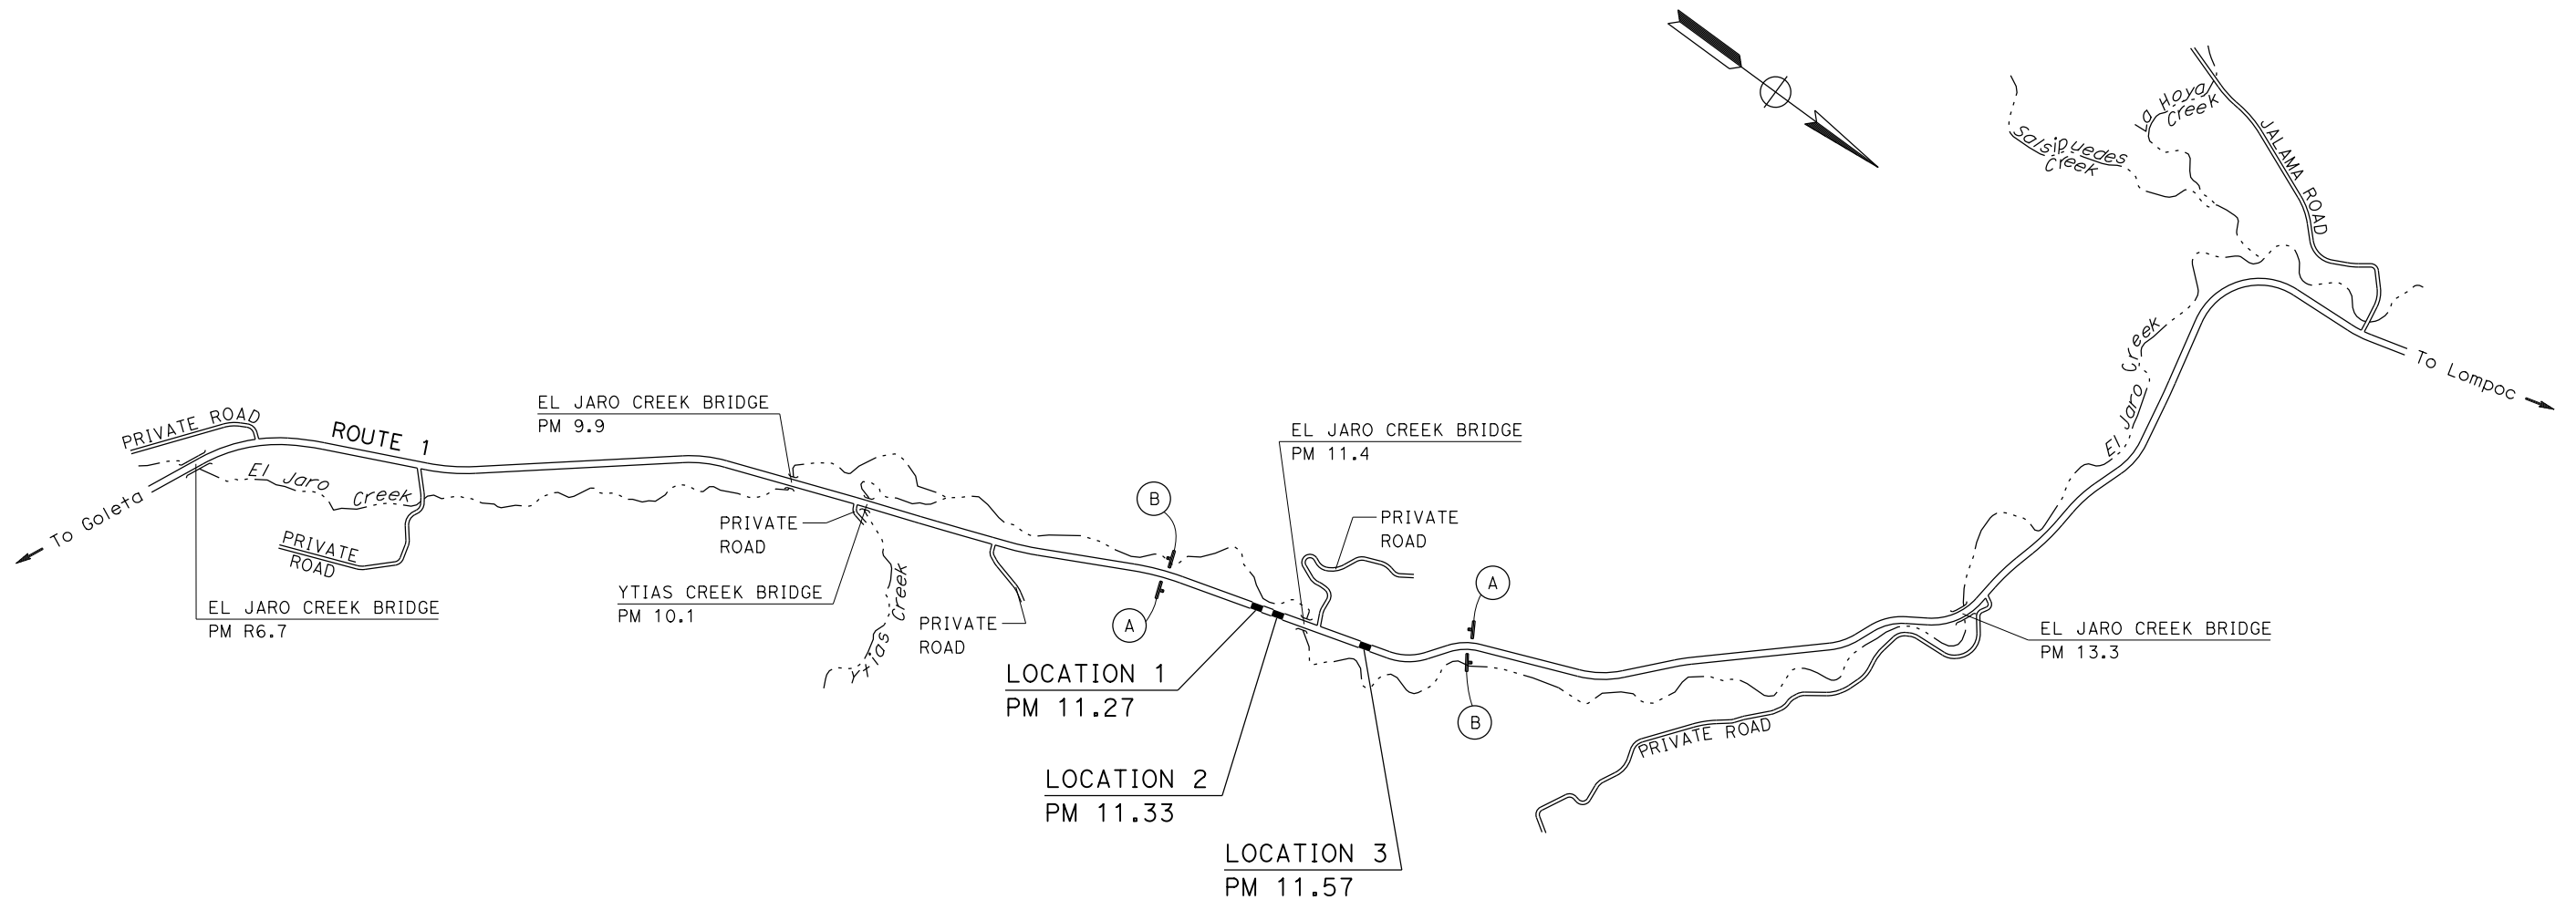 La Hoya
Creek
Salsipuedes
Creek
JALAMA ROAD
El Jaro Creek
To Lompoc
PRIVATE ROAD
ROUTE 1
EL JARO CREEK BRIDGE
PM 9.9
EL JARO CREEK BRIDGE
PM 11.4
El Jaro Creek
To Goleta
PRIVATE
ROAD
EL JARO CREEK BRIDGE
PM R6.7
PRIVATE
ROAD
YTIAS CREEK BRIDGE
PM 10.1
Ytias Creek
PRIVATE
ROAD
B
A
PRIVATE
ROAD
A
B
LOCATION 1
PM 11.27
LOCATION 2
PM 11.33
LOCATION 3
PM 11.57
EL JARO CREEK BRIDGE
PM 13.3
PRIVATE ROAD